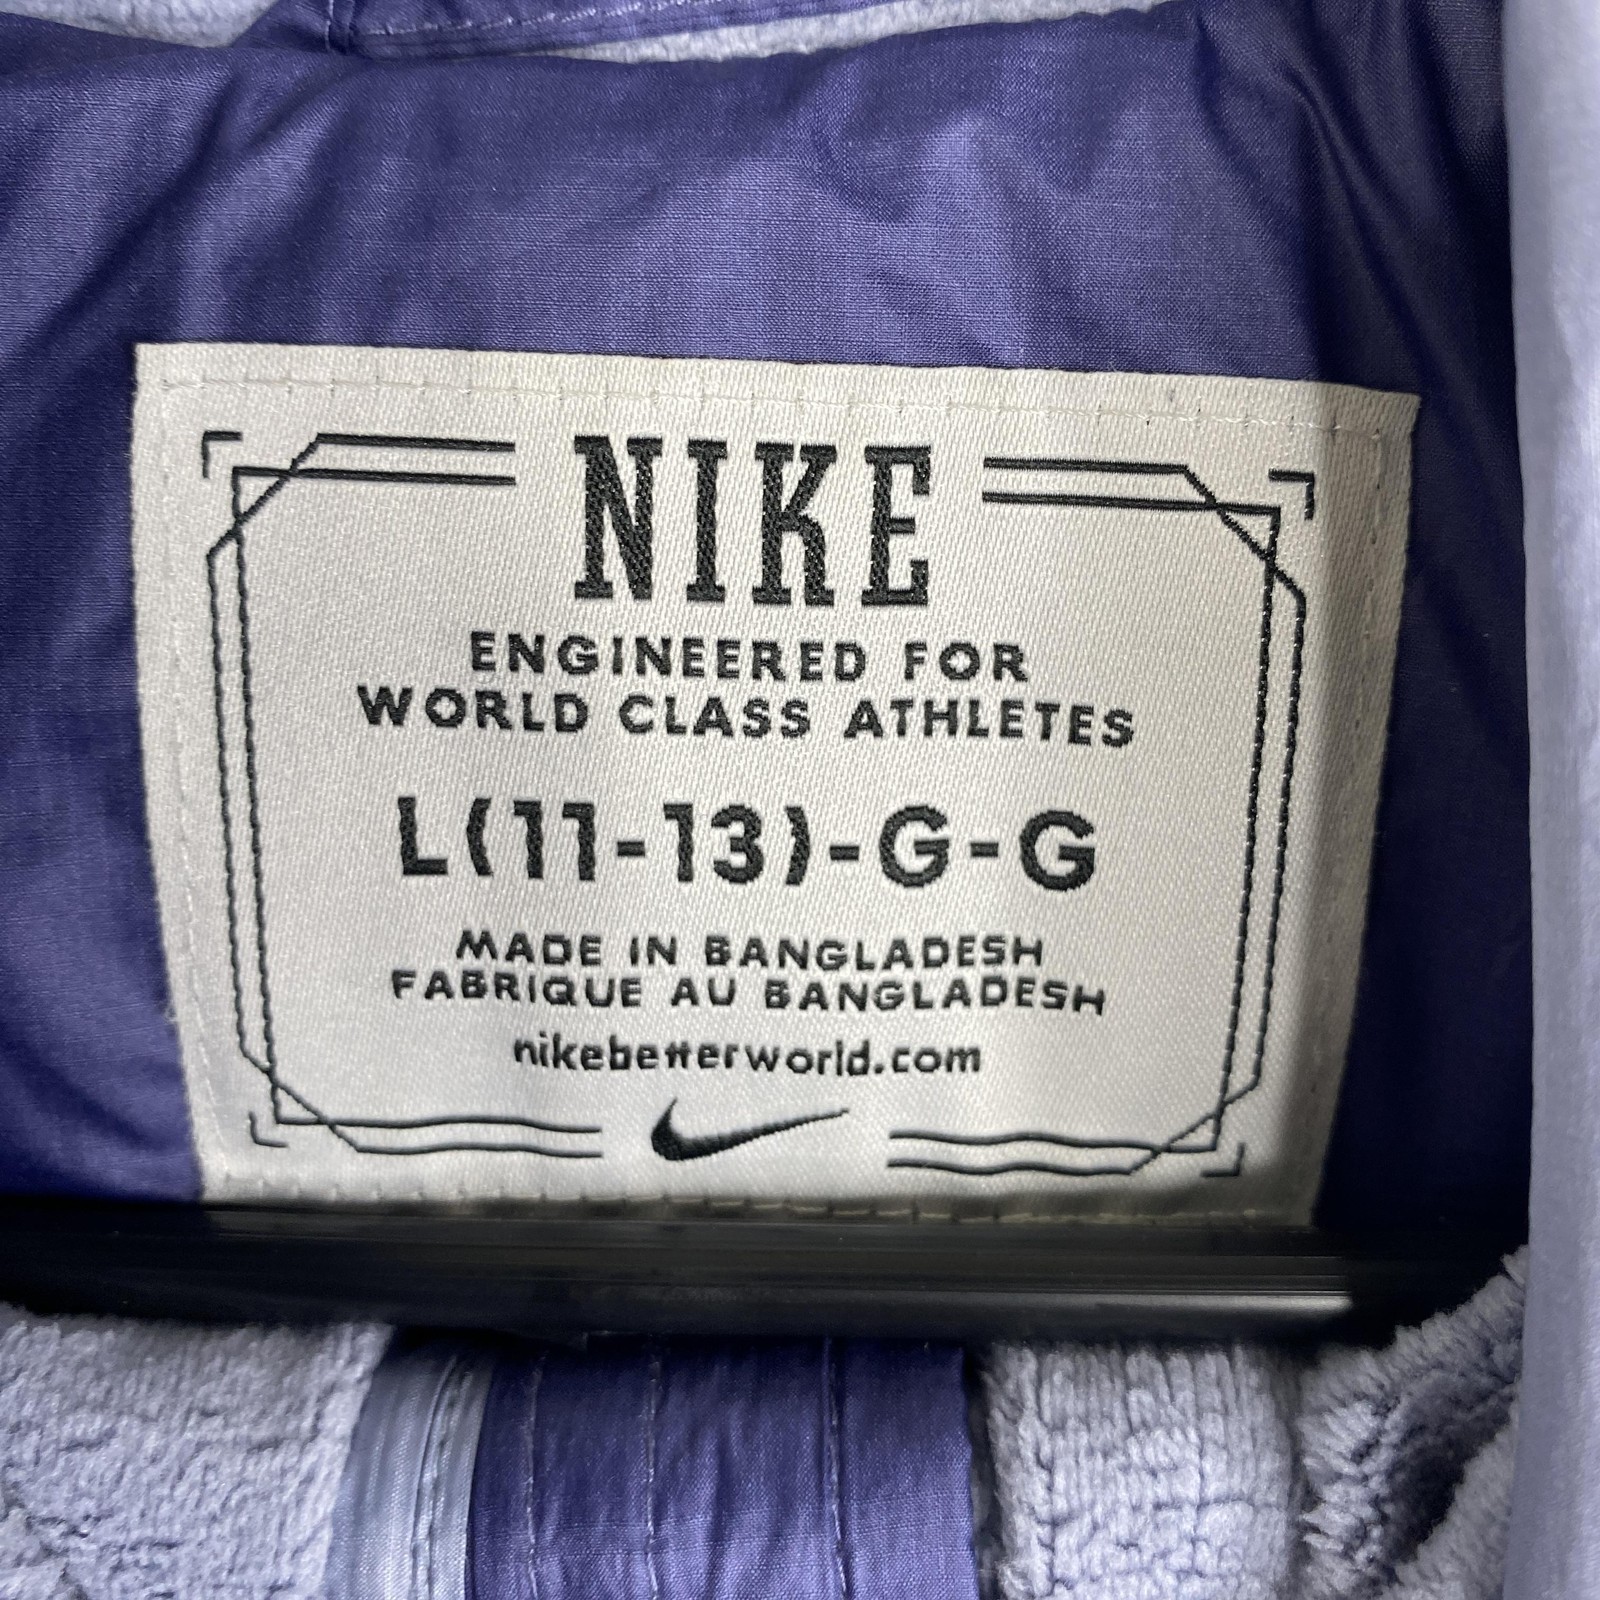 NIKE
ENGINEERED FOR
WORLD CLASS ATHLETES
L(11-13)-G-G
MADE IN BANGLADESH
FABRIQUE AU BANGLADESH
nikebetterworld.com